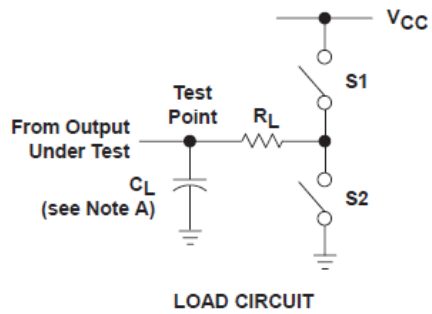 VCC
S1
Test
Point
RL
From Output
Under Test
CL
(see Note A)
S2
LOAD CIRCUIT